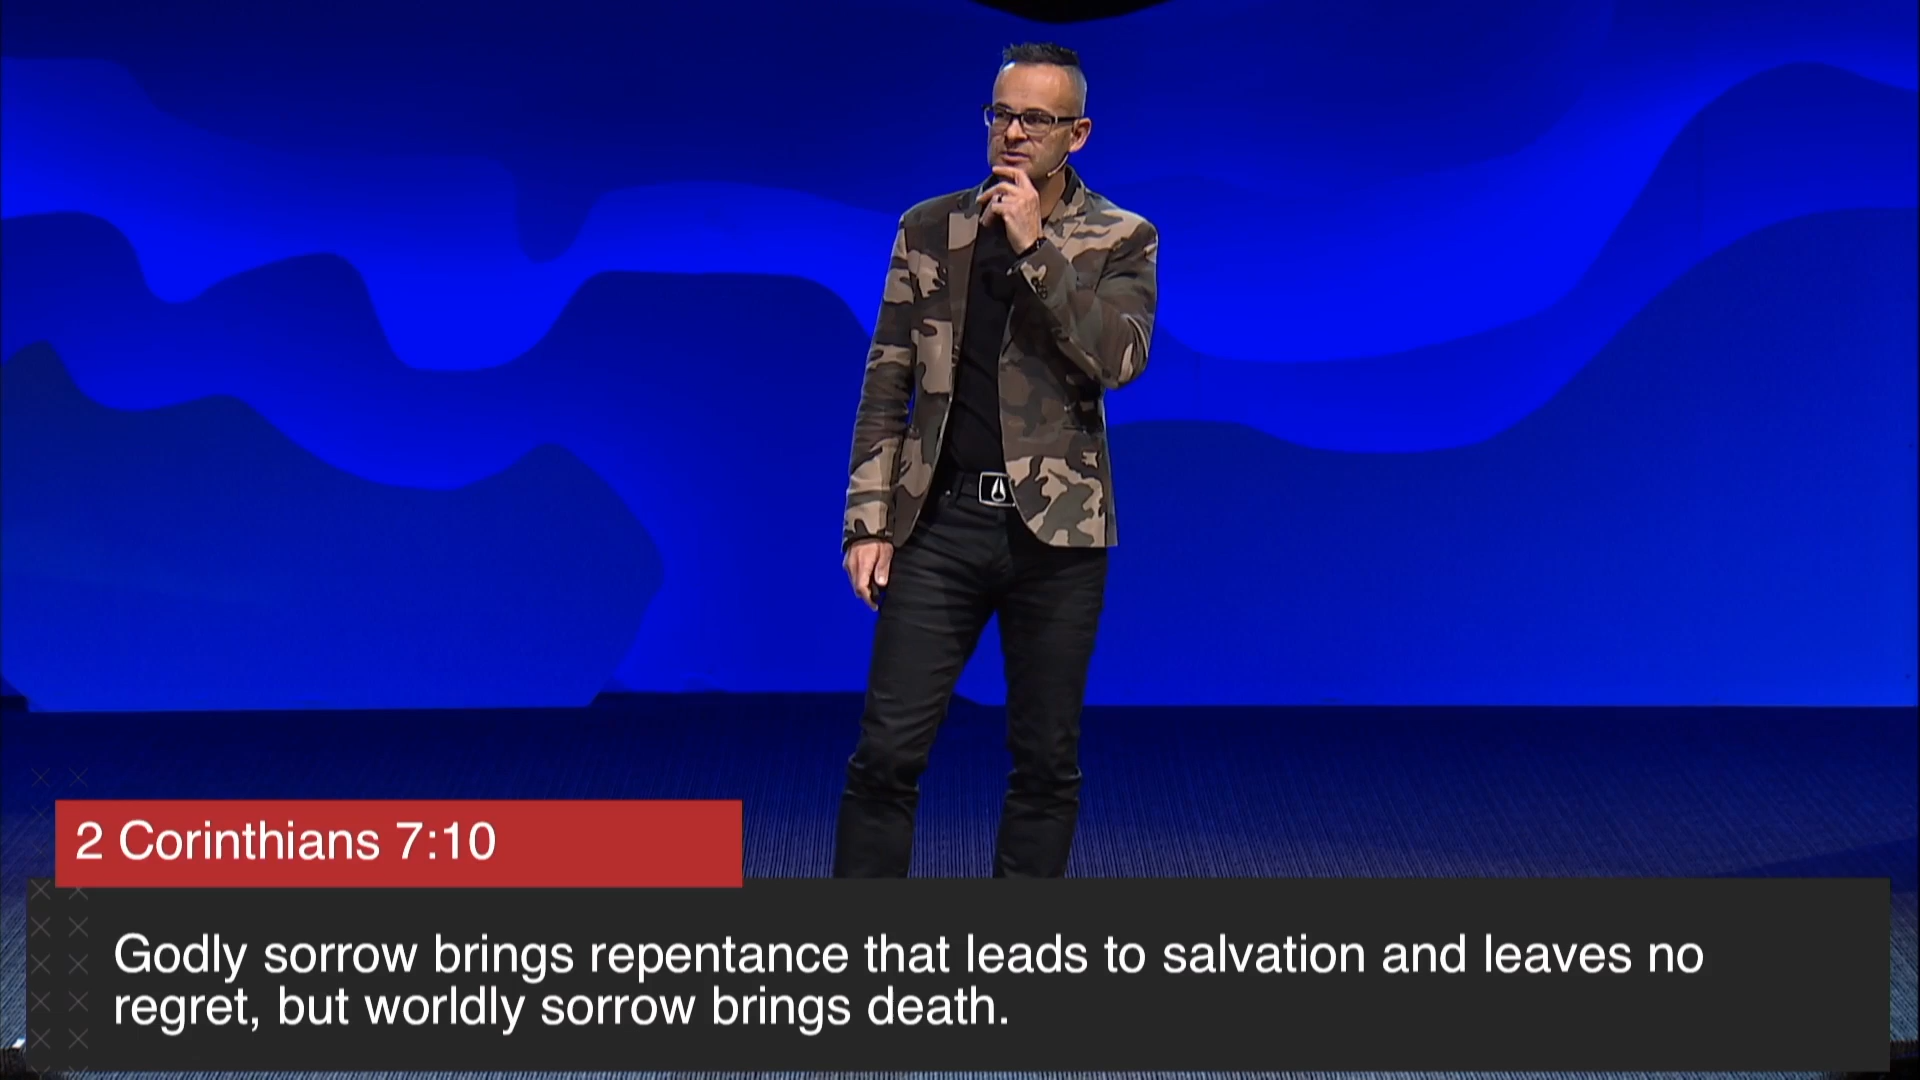 2 Corinthians 7:10
Godly sorrow brings repentance that leads to salvation and leaves no
regret, but worldly sorrow brings death.